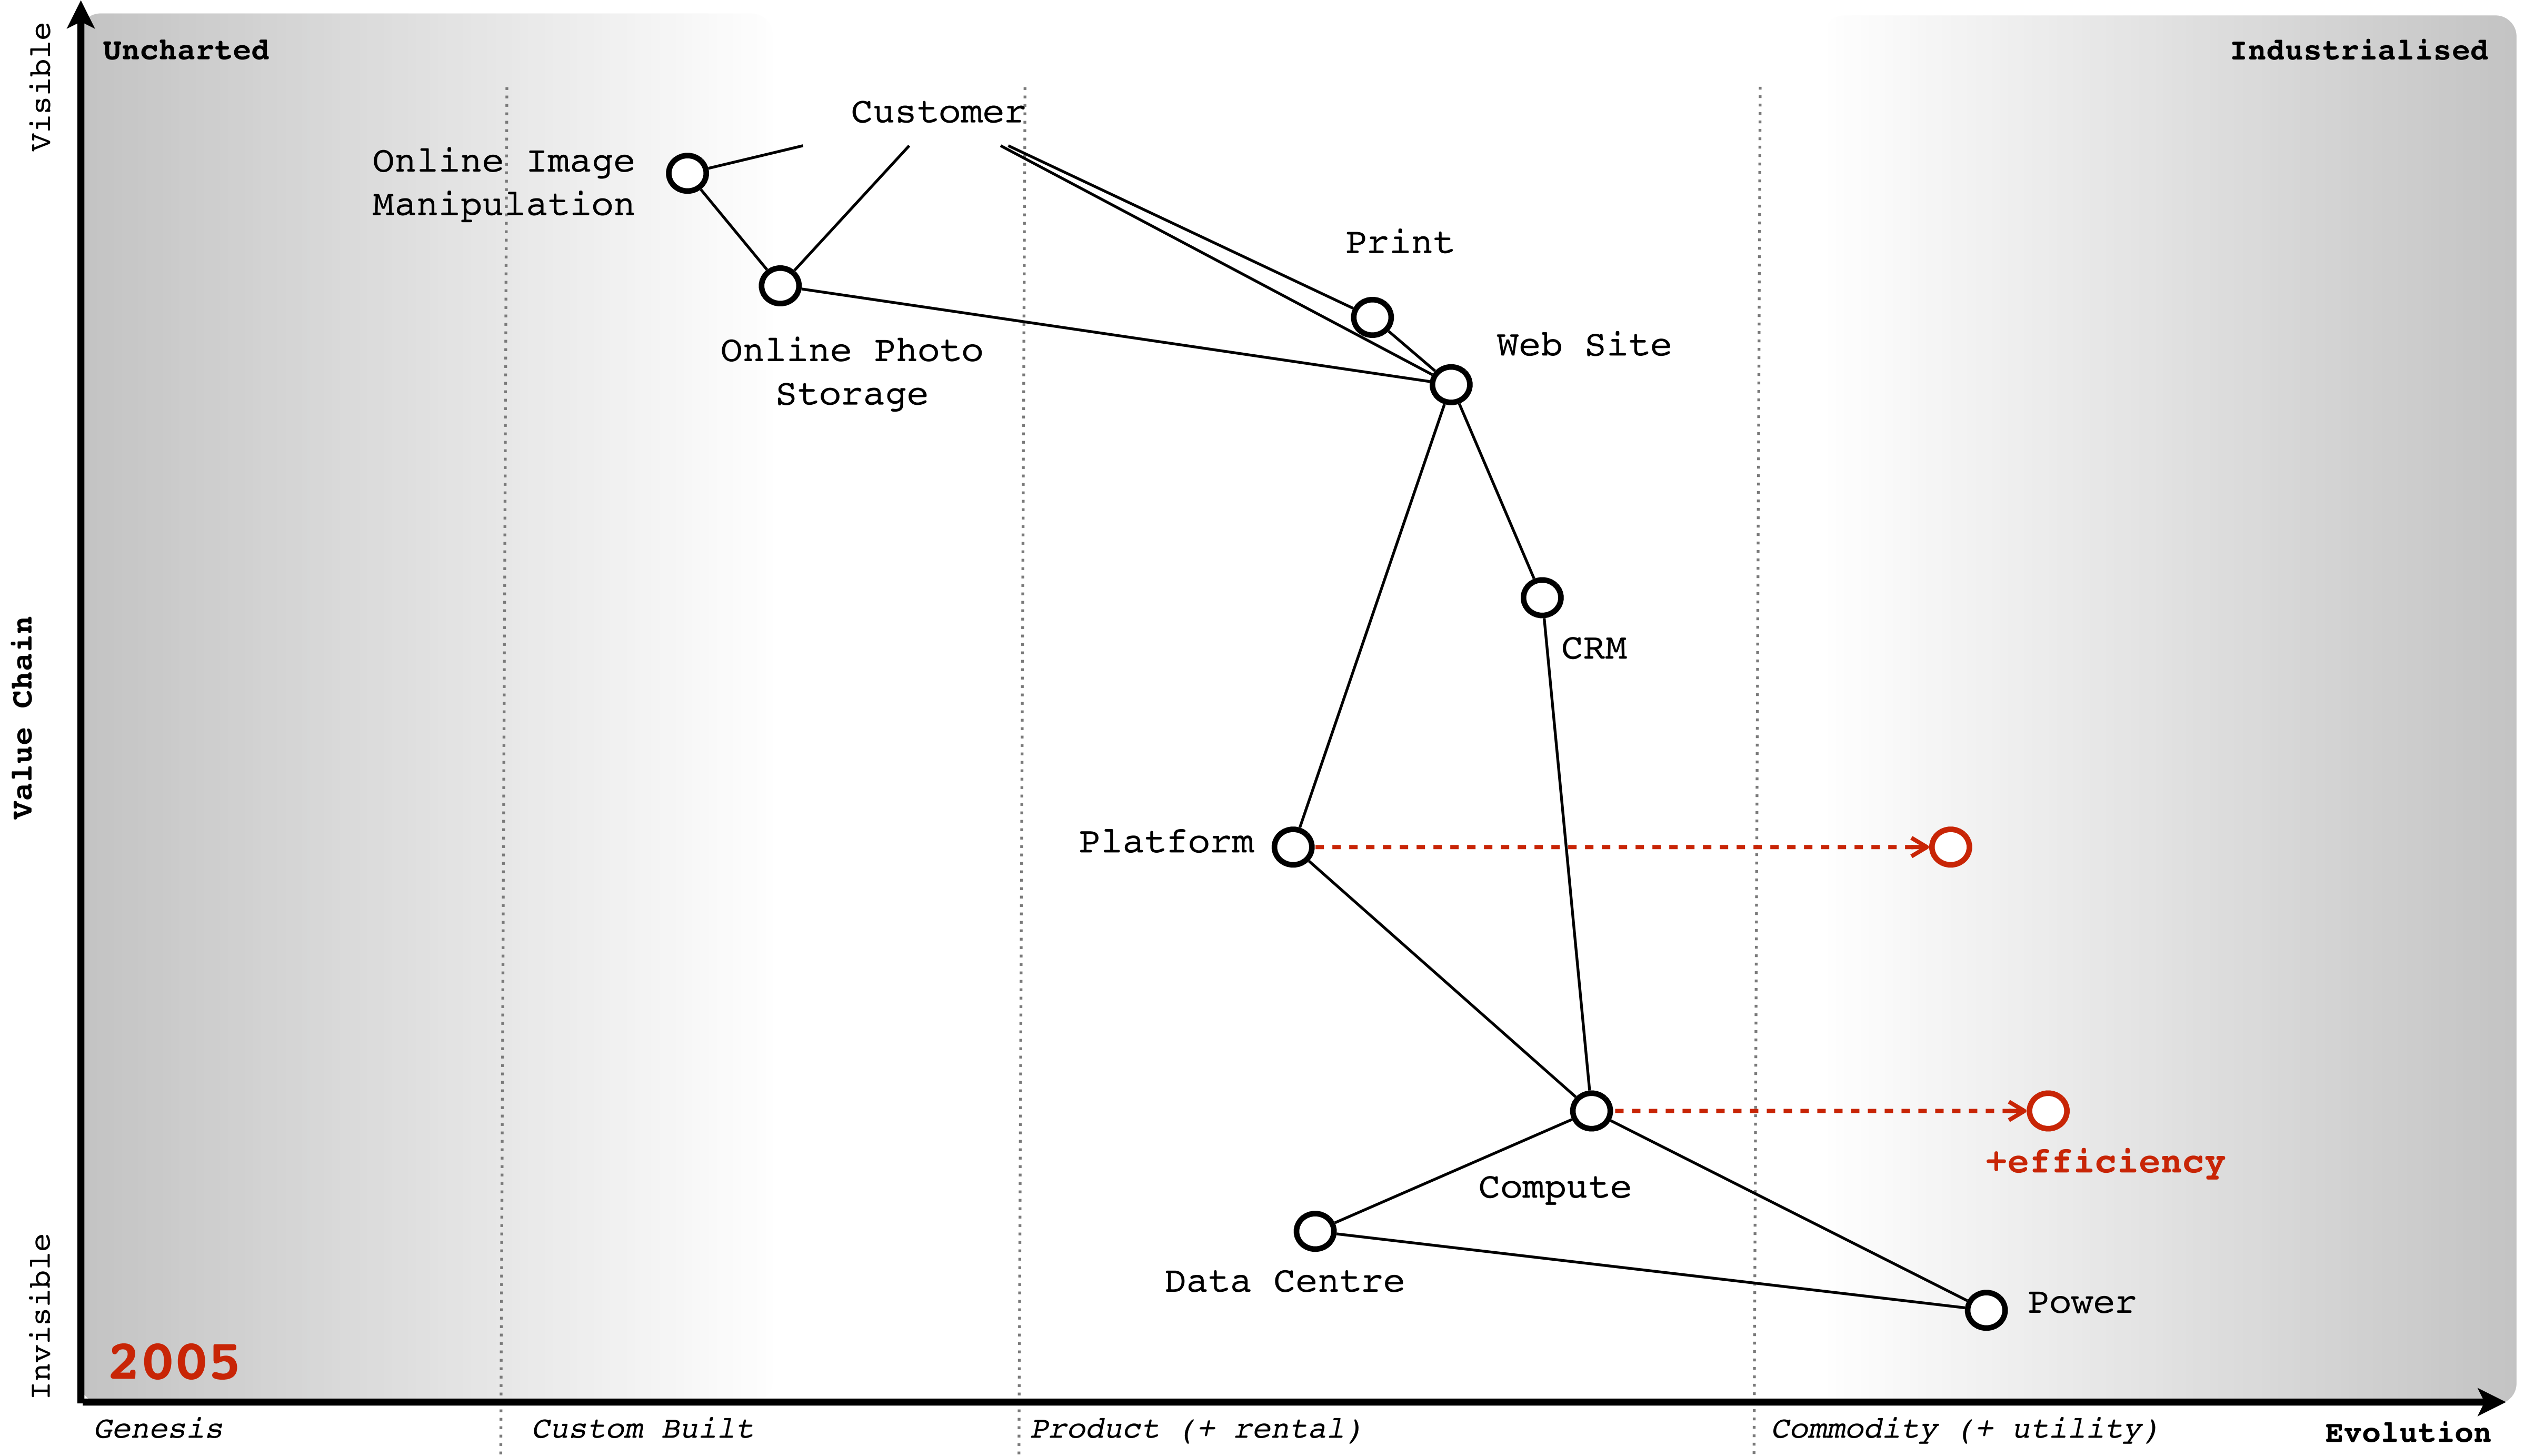 Visible
Uncharted
Industrialised
Customer
Online Image
Manipulation
Print
Web Site
Online Photo
Storage
Value Chain
CRM
Platform
+efficiency
Compute
Data Centre
Power
Invisible
2005
Genesis
Custom Built
Product (+ rental)
Commodity (+ utility)
Evolution